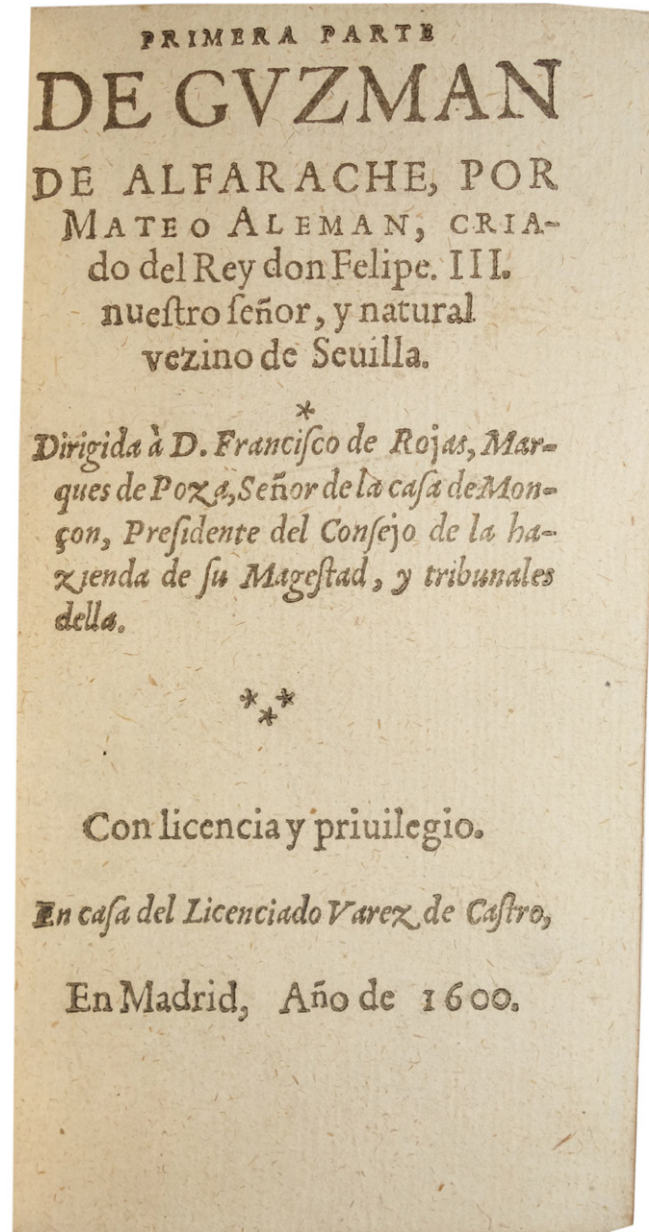 PRIMERA PARTE
DE GVZMAN
DE ALFARACHE, POR
MATEO ALEMAN, CRIA-
do del Rey don Felipe. III.
nueſtro ſeñor, y natural
vezino de Seuilla.
*
Dirigida à D. Franciſco de Rojas, Mar-
ques de Poza, Señor de la caſa de Mon-
çon, Preſidente del Conſejo de la ha-
zienda de ſu Mageſtad, y tribunales
della.
***
Con licencia y priuilegio.
En caſa del Licenciado Varez de Caſtro,
En Madrid, Año de 1600.